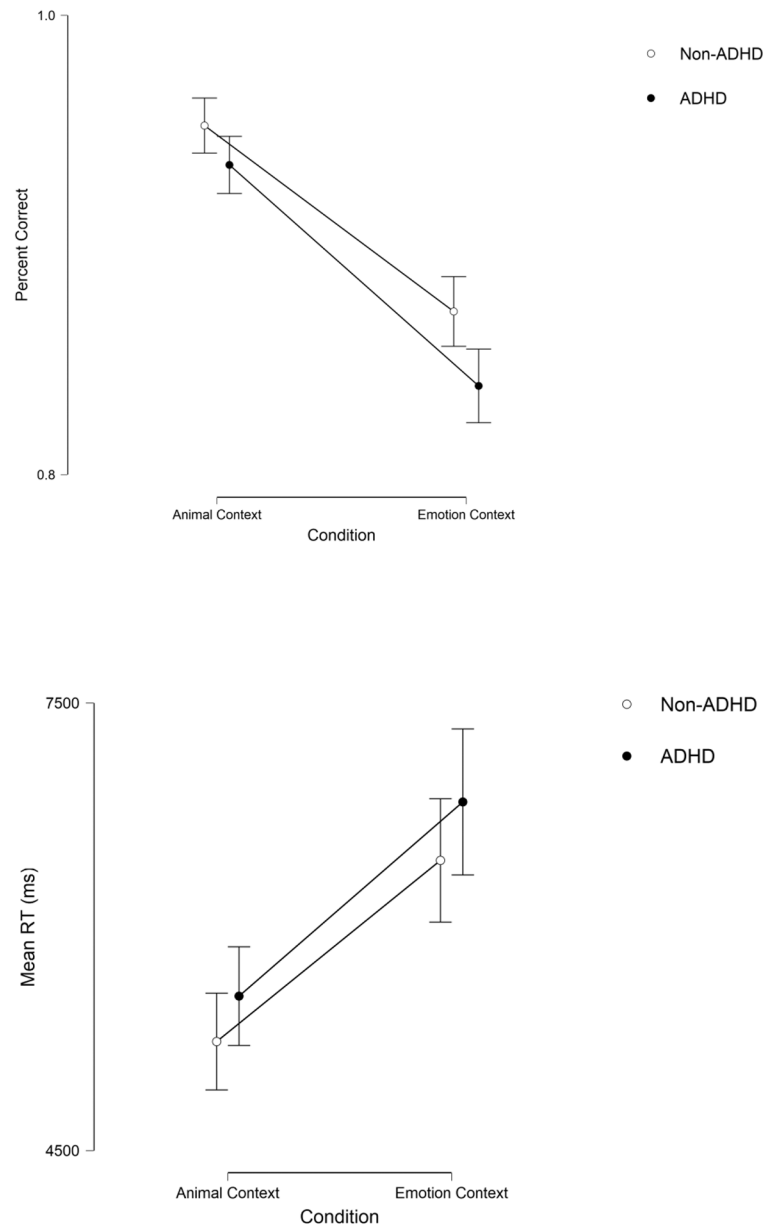 1.0
Non-ADHD
ADHD
Percent Correct
0.8
Animal Context
Emotion Context
Condition
7500
Non-ADHD
ADHD
Mean RT (ms)
4500
Animal Context
Emotion Context
Condition